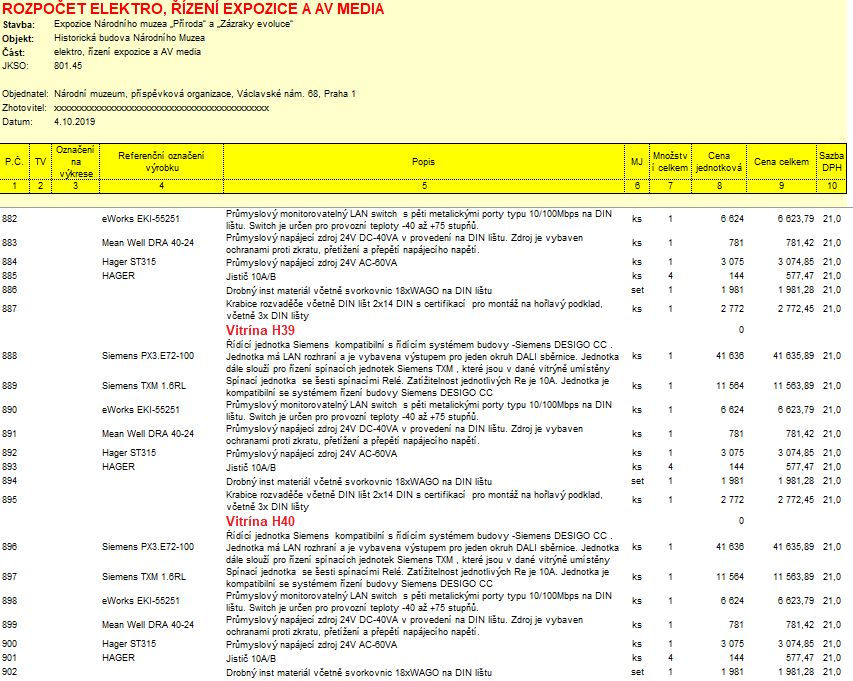 ROZPOČET ELEKTRO, ŘÍZENÍ EXPOZICE A AV MEDIA
Stavba: Expozice Národního muzea „Příroda“ a „Zázraky evoluce“
Objekt: Historická budova Národního Muzea
Část: elektro, řízení expozice a AV media
JKSO: 801.45
Objednatel: Národní muzeum, příspěvková organizace, Václavské nám. 68, Praha 1
Zhotovitel: xxxxxxxxxxxxxxxxxxxxxxxxxxxxxxxxxxxxxxxxxxx
Datum: 4.10.2019
P.Č. TV Označení na výkrese Referenční označení výrobku Popis MJ Množstv í celkem Cena jednotková Cena celkem Sazba DPH
1 2 3 4 5 6 7 8 9 10
882 eWorks EKI-55251 Průmyslový monitorovatelný LAN switch s pěti metalickými porty typu 10/100Mbps na DIN ks 1 6 624 6 623,79 21,0
lištu. Switch je určen pro provozní teploty -40 až +75 stupňů.
883 Mean Well DRA 40-24 Průmyslový napájecí zdroj 24V DC-40VA v provedení na DIN lištu. Zdroj je vybaven ks 1 781 781,42 21,0
ochranami proti zkratu, přetížení a přepětí napájecího napětí.
884 Hager ST315 Průmyslový napájecí zdroj 24V AC-60VA ks 1 3 075 3 074,85 21,0
885 HAGER Jistič 10A/B ks 4 144 577,47 21,0
886 Drobný inst materiál včetně svorkovnic 18xWAGO na DIN lištu set 1 1 981 1 981,28 21,0
887 Krabice rozvaděče včetně DIN lišt 2x14 DIN s certifikací pro montáž na hořlavý podklad, ks 1 2 772 2 772,45 21,0
včetně 3x DIN lišty
Vitrína H39 0
Řídící jednotka Siemens kompatibilní s řídícím systémem budovy -Siemens DESIGO CC .
888 Siemens PX3.E72-100 Jednotka má LAN rozhraní a je vybavena výstupem pro jeden okruh DALI sběrnice. Jednotka ks 1 41 636 41 635,89 21,0
dále slouží pro řízení spínacích jednotek Siemens TXM , které jsou v dané vitrýně umístěny
889 Siemens TXM 1.6RL Spínací jednotka se šesti spínacími Relé. Zatížitelnost jednotlivých Re je 10A. Jednotka je ks 1 11 564 11 563,89 21,0
kompatibilní se systémem řízení budovy Siemens DESIGO CC
890 eWorks EKI-55251 Průmyslový monitorovatelný LAN switch s pěti metalickými porty typu 10/100Mbps na DIN ks 1 6 624 6 623,79 21,0
lištu. Switch je určen pro provozní teploty -40 až +75 stupňů.
891 Mean Well DRA 40-24 Průmyslový napájecí zdroj 24V DC-40VA v provedení na DIN lištu. Zdroj je vybaven ks 1 781 781,42 21,0
ochranami proti zkratu, přetížení a přepětí napájecího napětí.
892 Hager ST315 Průmyslový napájecí zdroj 24V AC-60VA ks 1 3 075 3 074,85 21,0
893 HAGER Jistič 10A/B ks 4 144 577,47 21,0
894 Drobný inst materiál včetně svorkovnic 18xWAGO na DIN lištu set 1 1 981 1 981,28 21,0
895 Krabice rozvaděče včetně DIN lišt 2x14 DIN s certifikací pro montáž na hořlavý podklad, ks 1 2 772 2 772,45 21,0
včetně 3x DIN lišty
Vitrína H40 0
Řídící jednotka Siemens kompatibilní s řídícím systémem budovy -Siemens DESIGO CC .
896 Siemens PX3.E72-100 Jednotka má LAN rozhraní a je vybavena výstupem pro jeden okruh DALI sběrnice. Jednotka ks 1 41 636 41 635,89 21,0
dále slouží pro řízení spínacích jednotek Siemens TXM , které jsou v dané vitrýně umístěny
897 Siemens TXM 1.6RL Spínací jednotka se šesti spínacími Relé. Zatížitelnost jednotlivých Re je 10A. Jednotka je ks 1 11 564 11 563,89 21,0
kompatibilní se systémem řízení budovy Siemens DESIGO CC
898 eWorks EKI-55251 Průmyslový monitorovatelný LAN switch s pěti metalickými porty typu 10/100Mbps na DIN ks 1 6 624 6 623,79 21,0
lištu. Switch je určen pro provozní teploty -40 až +75 stupňů.
899 Mean Well DRA 40-24 Průmyslový napájecí zdroj 24V DC-40VA v provedení na DIN lištu. Zdroj je vybaven ks 1 781 781,42 21,0
ochranami proti zkratu, přetížení a přepětí napájecího napětí.
900 Hager ST315 Průmyslový napájecí zdroj 24V AC-60VA ks 1 3 075 3 074,85 21,0
901 HAGER Jistič 10A/B ks 4 144 577,47 21,0
902 Drobný inst materiál včetně svorkovnic 18xWAGO na DIN lištu set 1 1 981 1 981,28 21,0